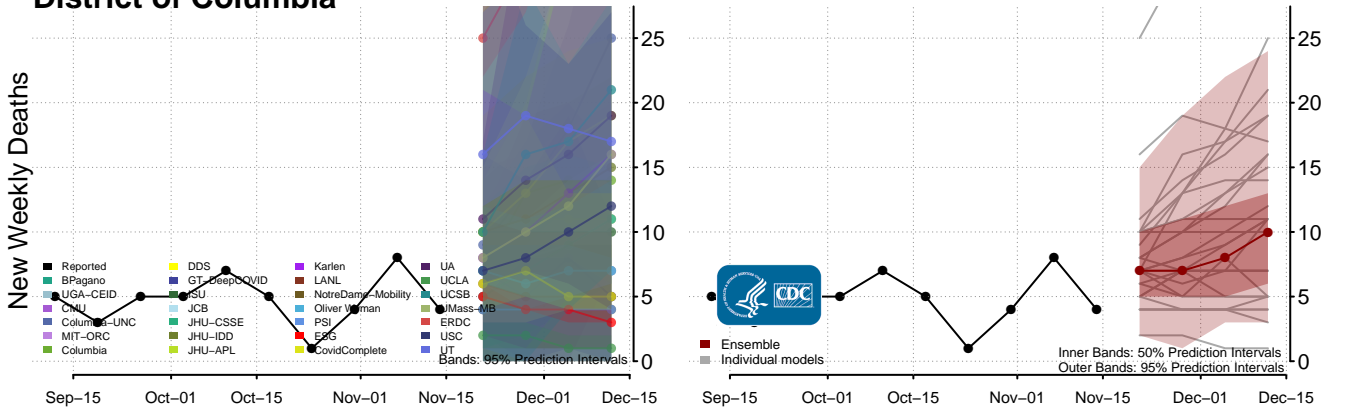 District of Columbia
New Weekly Deaths
Reported
BPagano
UGA−CEID
CMU
Columbia−UNC
MIT−ORC
Columbia
DDS
GT−DeepCOVID
ISU
JCB
JHU−CSSE
JHU−IDD
JHU−APL
Karlen
LANL
NotreDame−Mobility
Oliver Wyman
PSI
ESG
CovidComplete
UA
UCLA
UCSB
UMass−MB
ERDC
USC
UT
Bands: 95% Prediction Intervals
25
20
15
10
5
0
Sep−15
Oct−01
Oct−15
Nov−01
Nov−15
Dec−01
Dec−15
CDC
Ensemble
Individual models
Inner Bands: 50% Prediction Intervals
Outer Bands: 95% Prediction Intervals
25
20
15
10
5
0
Sep−15
Oct−01
Oct−15
Nov−01
Nov−15
Dec−01
Dec−15